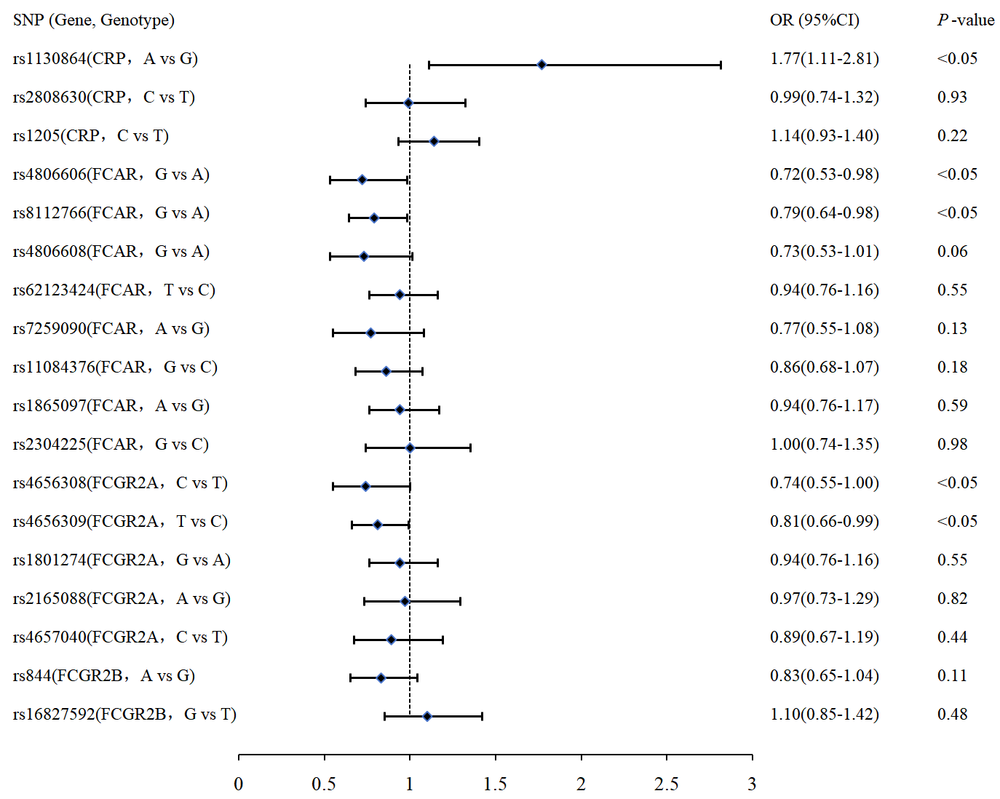 SNP (Gene, Genotype) OR (95%CI) P -value
rs1130864(CRP，A vs G) 1.77(1.11-2.81) <0.05
rs2808630(CRP，C vs T) 0.99(0.74-1.32) 0.93
rs1205(CRP，C vs T) 1.14(0.93-1.40) 0.22
rs4806606(FCAR，G vs A) 0.72(0.53-0.98) <0.05
rs8112766(FCAR，G vs A) 0.79(0.64-0.98) <0.05
rs4806608(FCAR，G vs A) 0.73(0.53-1.01) 0.06
rs62123424(FCAR，T vs C) 0.94(0.76-1.16) 0.55
rs7259090(FCAR，A vs G) 0.77(0.55-1.08) 0.13
rs11084376(FCAR，G vs C) 0.86(0.68-1.07) 0.18
rs1865097(FCAR，A vs G) 0.94(0.76-1.17) 0.59
rs2304225(FCAR，G vs C) 1.00(0.74-1.35) 0.98
rs4656308(FCGR2A，C vs T) 0.74(0.55-1.00) <0.05
rs4656309(FCGR2A，T vs C) 0.81(0.66-0.99) <0.05
rs1801274(FCGR2A，G vs A) 0.94(0.76-1.16) 0.55
rs2165088(FCGR2A，A vs G) 0.97(0.73-1.29) 0.82
rs4657040(FCGR2A，C vs T) 0.89(0.67-1.19) 0.44
rs844(FCGR2B，A vs G) 0.83(0.65-1.04) 0.11
rs16827592(FCGR2B，G vs T) 1.10(0.85-1.42) 0.48
0 0.5 1 1.5 2 2.5 3